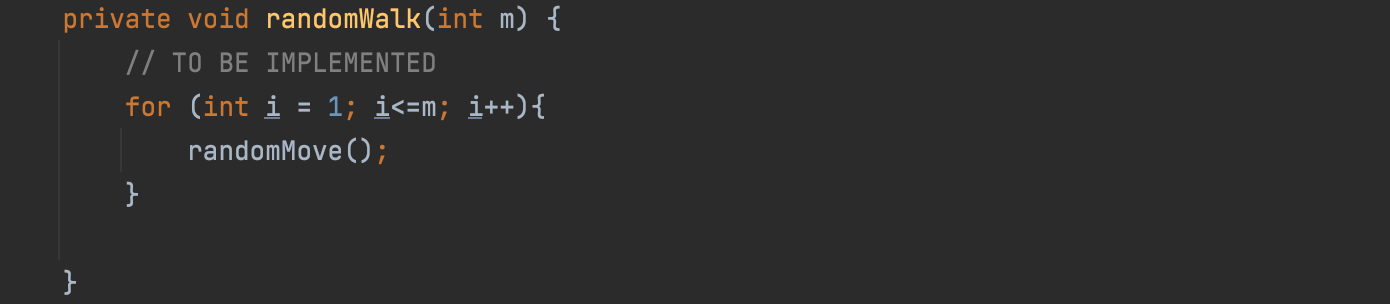 private void randomWalk(int m) {
// TO BE IMPLEMENTED
for (int i = 1; i<=m; i++){
randomMove();
}
}